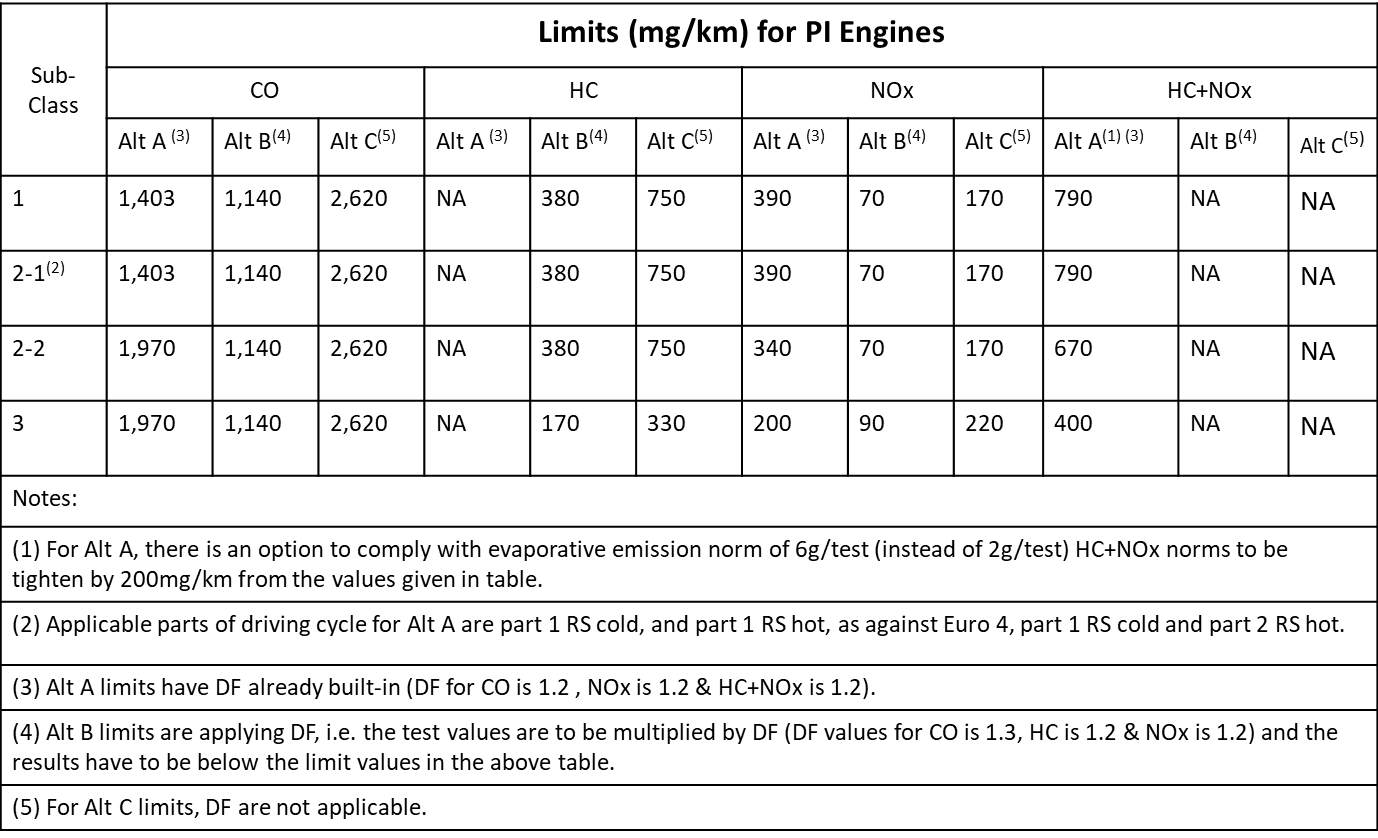 Limits (mg/km) for PI Engines
Sub-
Class
CO HC NOx HC+NOx
Alt A (3) Alt B(4) Alt C(5) Alt A (3) Alt B(4) Alt C(5) Alt A (3) Alt B(4) Alt C(5) Alt A(1) (3) Alt B(4) Alt C(5)
1 1,403 1,140 2,620 NA 380 750 390 70 170 790 NA NA
2-1(2) 1,403 1,140 2,620 NA 380 750 390 70 170 790 NA NA
2-2 1,970 1,140 2,620 NA 380 750 340 70 170 670 NA NA
3 1,970 1,140 2,620 NA 170 330 200 90 220 400 NA NA
Notes:
(1) For Alt A, there is an option to comply with evaporative emission norm of 6g/test (instead of 2g/test) HC+NOx norms to be
tighten by 200mg/km from the values given in table.
(2) Applicable parts of driving cycle for Alt A are part 1 RS cold, and part 1 RS hot, as against Euro 4, part 1 RS cold and part 2 RS hot.
(3) Alt A limits have DF already built-in (DF for CO is 1.2 , NOx is 1.2 & HC+NOx is 1.2).
(4) Alt B limits are applying DF, i.e. the test values are to be multiplied by DF (DF values for CO is 1.3, HC is 1.2 & NOx is 1.2) and the
results have to be below the limit values in the above table.
(5) For Alt C limits, DF are not applicable.